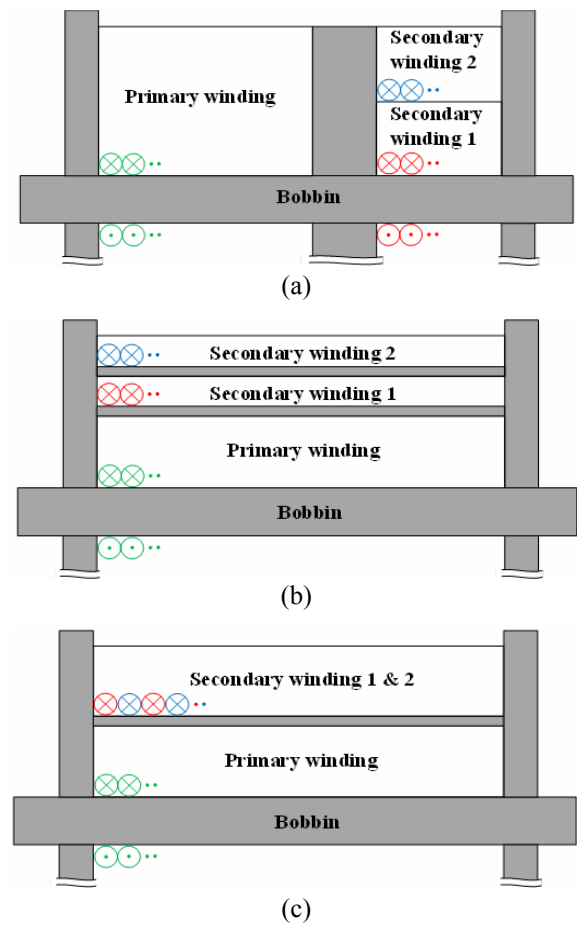 Secondary
winding 2
Primary winding
Secondary
winding 1
Bobbin
(a)
Secondary winding 2
Secondary winding 1
Primary winding
Bobbin
(b)
Secondary winding 1 & 2
Primary winding
Bobbin
(c)